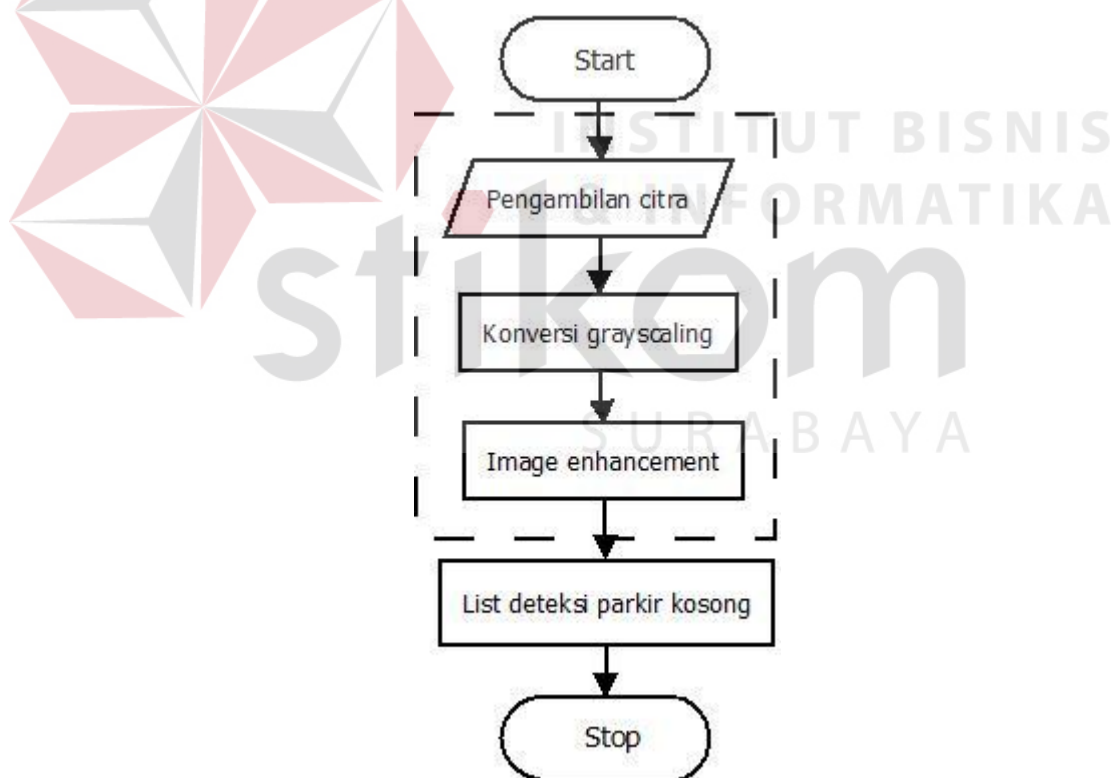 Start
INSTITUT BISNIS
Pengambilan citra
& INFORMATIKA
stikom
Konversi grayscaling
SURABAYA
Image enhancement
List deteksi parkir kosong
Stop